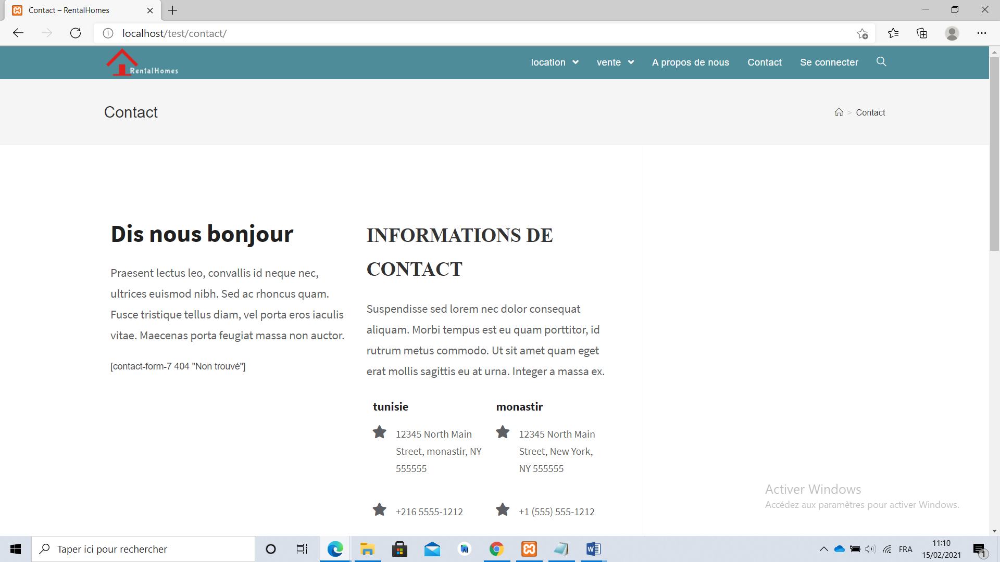 Contact – RentalHomes
localhost/test/contact/
RentalHomes
location vente A propos de nous Contact Se connecter
Contact
> Contact
Dis nous bonjour
Praesent lectus leo, convallis id neque nec,
ultrices euismod nibh. Sed ac rhoncus quam.
Fusce tristique tellus diam, vel porta eros iaculis
vitae. Maecenas porta feugiat massa non auctor.
[contact-form-7 404 "Non trouvé"]
INFORMATIONS DE
CONTACT
Suspendisse sed lorem nec dolor consequat
aliquam. Morbi tempus est eu quam porttitor, id
rutrum metus commodo. Ut sit amet quam eget
erat mollis sagittis eu at urna. Integer a massa ex.
tunisie
12345 North Main
Street, monastir, NY
555555
+216 5555-1212
monastir
12345 North Main
Street, New York,
NY 555555
+1 (555) 555-1212
Activer Windows
Accédez aux paramètres pour activer Windows.
Taper ici pour rechercher
FRA
11:10
15/02/2021
1